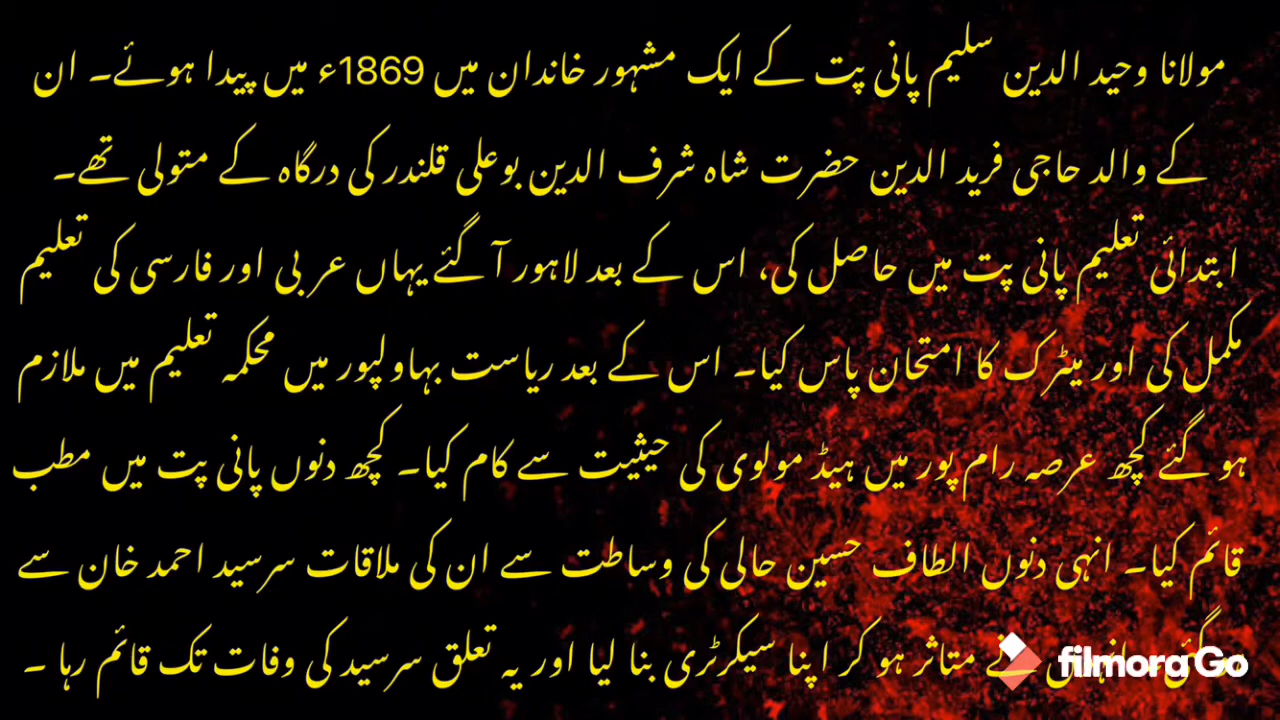 مولانا وحید الدین سلیم پانی پت کے ایک مشہور خاندان میں 1869ء میں پیدا ہوئے۔ ان
کے والد حاجی فرید الدین حضرت شاہ شرف الدین بوعلی قلندر کی درگاہ کے متولی تھے۔
ابتدائی تعلیم پانی پت میں حاصل کی، اس کے بعد لاہور آ گئے یہاں عربی اور فارسی کی تعلیم
مکمل کی اور میٹرک کا امتحان پاس کیا۔ اس کے بعد ریاست بہاولپور میں محکمہ تعلیم میں ملازم
ہو گئے کچھ عرصہ رام پور میں ہیڈ مولوی کی حیثیت سے کام کیا۔ کچھ دنوں پانی پت میں مطب
قائم کیا۔ انہی دنوں الطاف حسین حالی کی وساطت سے ان کی ملاقات سرسید احمد خان سے
نے متاثر ہو کر اپنا سیکرٹری بنا لیا اور یہ تعلق سرسید کی وفات تک قائم رہا ۔
filmoraGo